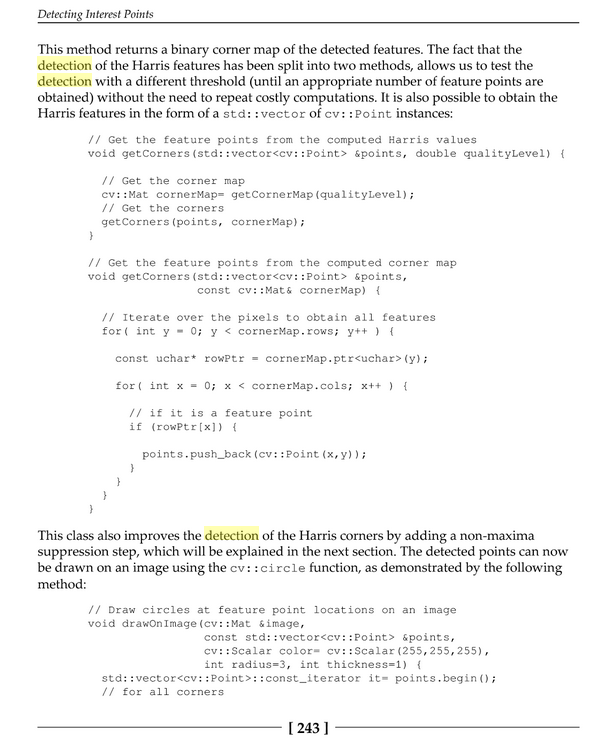 Detecting Interest Points
This method returns a binary corner map of the detected features. The fact that the
detection of the Harris features has been split into two methods, allows us to test the
detection with a different threshold (until an appropriate number of feature points are
obtained) without the need to repeat costly computations. It is also possible to obtain the
Harris features in the form of a std::vector of cv::Point instances:
// Get the feature points from the computed Harris values
void getCorners(std::vector<cv::Point> &points, double qualityLevel) {
// Get the corner map
cv::Mat cornerMap= getCornerMap(qualityLevel);
// Get the corners
getCorners(points, cornerMap);
}
// Get the feature points from the computed corner map
void getCorners(std::vector<cv::Point> &points,
const cv::Mat& cornerMap) {
// Iterate over the pixels to obtain all features
for( int y = 0; y < cornerMap.rows; y++ ) {
const uchar* rowPtr = cornerMap.ptr<uchar>(y);
for( int x = 0; x < cornerMap.cols; x++ ) {
// if it is a feature point
if (rowPtr[x]) {
points.push_back(cv::Point(x,y));
}
}
}
}
This class also improves the detection of the Harris corners by adding a non-maxima
suppression step, which will be explained in the next section. The detected points can now
be drawn on an image using the cv::circle function, as demonstrated by the following
method:
// Draw circles at feature point locations on an image
void drawOnImage(cv::Mat &image,
const std::vector<cv::Point> &points,
cv::Scalar color= cv::Scalar(255,255,255),
int radius=3, int thickness=1) {
std::vector<cv::Point>::const_iterator it= points.begin();
// for all corners
[ 243 ]